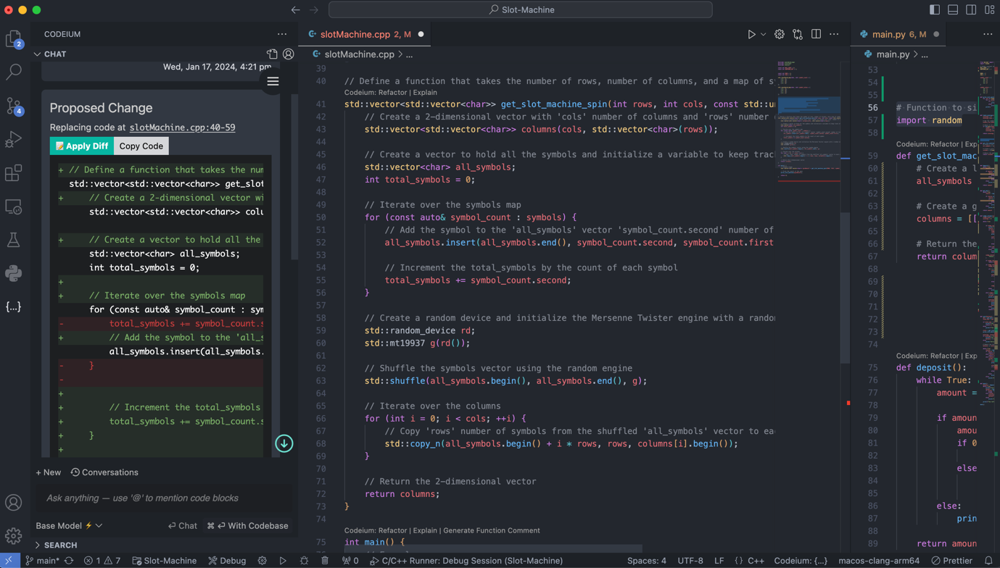 Slot-Machine
2
4
{...}
CODEIUM
...
CHAT
Wed, Jan 17, 2024, 4:21 pm
Proposed Change
Replacing code at slotMachine.cpp:40-59
Apply Diff
Copy Code
+ // Define a function that takes the num
std::vector<std::vector<char>> get_slot
+ // Create a 2-dimensional vector wi
std::vector<std::vector<char>> colu
+ // Create a vector to hold all the
std::vector<char> all_symbols;
int total_symbols = 0;
+
+ // Iterate over the symbols map
for (const auto& symbol_count : sym
- total_symbols += symbol_count.s
+ // Add the symbol to the 'all_s
all_symbols.insert(all_symbols.
- }
-
+
+ // Increment the total_symbols
+ total_symbols += symbol_count.s
+ }
+
+ New
Conversations
Ask anything — use '@' to mention code blocks
Base Model
Chat
⌘ ⏎ With Codebase
SEARCH
slotMachine.cpp 2, M
slotMachine.cpp > ...
39
40 // Define a function that takes the number of rows, number of columns, and a map of s
Codeium: Refactor | Explain
41 std::vector<std::vector<char>> get_slot_machine_spin(int rows, int cols, const std::un
42 // Create a 2-dimensional vector with 'cols' number of columns and 'rows' number
43 std::vector<std::vector<char>> columns(cols, std::vector<char>(rows));
44
45 // Create a vector to hold all the symbols and initialize a variable to keep trac
46 std::vector<char> all_symbols;
47 int total_symbols = 0;
48
49 // Iterate over the symbols map
50 for (const auto& symbol_count : symbols) {
51 // Add the symbol to the 'all_symbols' vector 'symbol_count.second' number of
52 all_symbols.insert(all_symbols.end(), symbol_count.second, symbol_count.first
53
54 // Increment the total_symbols by the count of each symbol
55 total_symbols += symbol_count.second;
56 }
57
58 // Create a random device and initialize the Mersenne Twister engine with a rando
59 std::random_device rd;
60 std::mt19937 g(rd());
61
62 // Shuffle the symbols vector using the random engine
63 std::shuffle(all_symbols.begin(), all_symbols.end(), g);
64
65 // Iterate over the columns
66 for (int i = 0; i < cols; ++i) {
67 // Copy 'rows' number of symbols from the shuffled 'all_symbols' vector to ea
68 std::copy_n(all_symbols.begin() + i * rows, rows, columns[i].begin());
69 }
70
71 // Return the 2-dimensional vector
72 return columns;
73 }
74
Codeium: Refactor | Explain | Generate Function Comment
75 int main() {
main.py 6, M
...
main.py > ...
53
54
55
56 # Function to si
57 import random
58
Codeium: Refactor | Exp
59 def get_slot_mac
60 # Create a l
61 all_symbols
62
63 # Create a g
64 columns = [[
65
66 # Return the
67 return colum
68
69
70
71
72
73
74
Codeium: Refactor | Exp
75 def deposit():
76 while True:
77 amount =
78
79 if amoun
80 amou
81 if 0
82
83 else
84
85
86 else:
87 prin
88
89 return amoun
main*
1 7
Slot-Machine
Debug
0
C/C++ Runner: Debug Session (Slot-Machine)
Spaces: 4
UTF-8
LF
{} C++
Codeium: {...}
macos-clang-arm64
Prettier